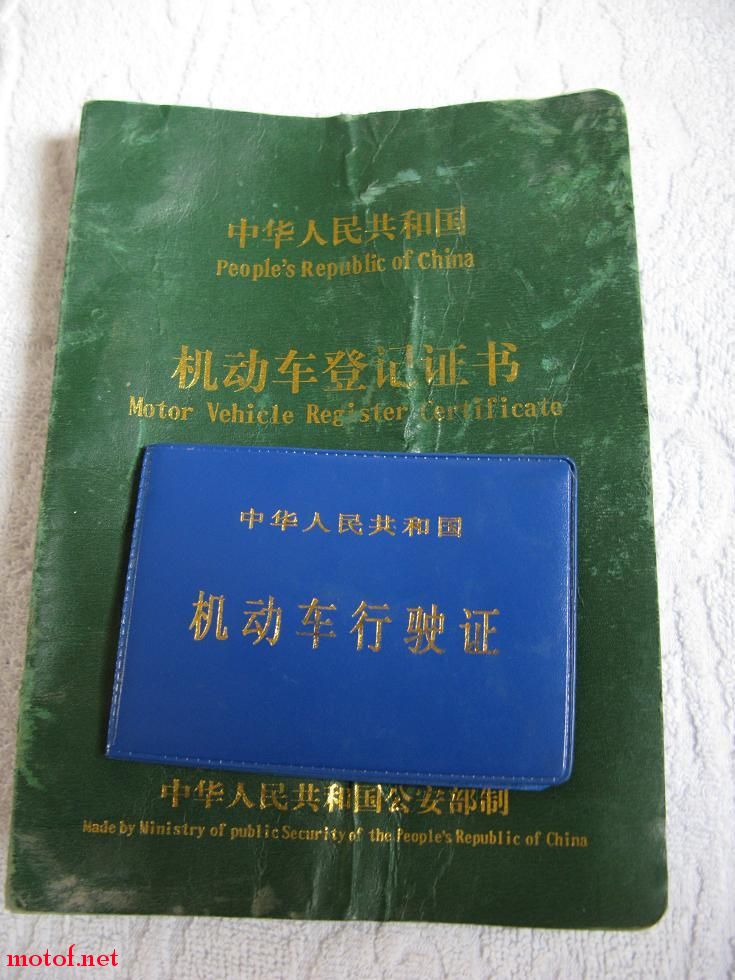 中华人民共和国
People's Republic of China
机动车登记证书
Motor Vehicle Register Certificate
中华人民共和国
机动车行驶证
中华人民共和国公安部制
Made by Ministry of public Security of the People's Republic of China
motof.net